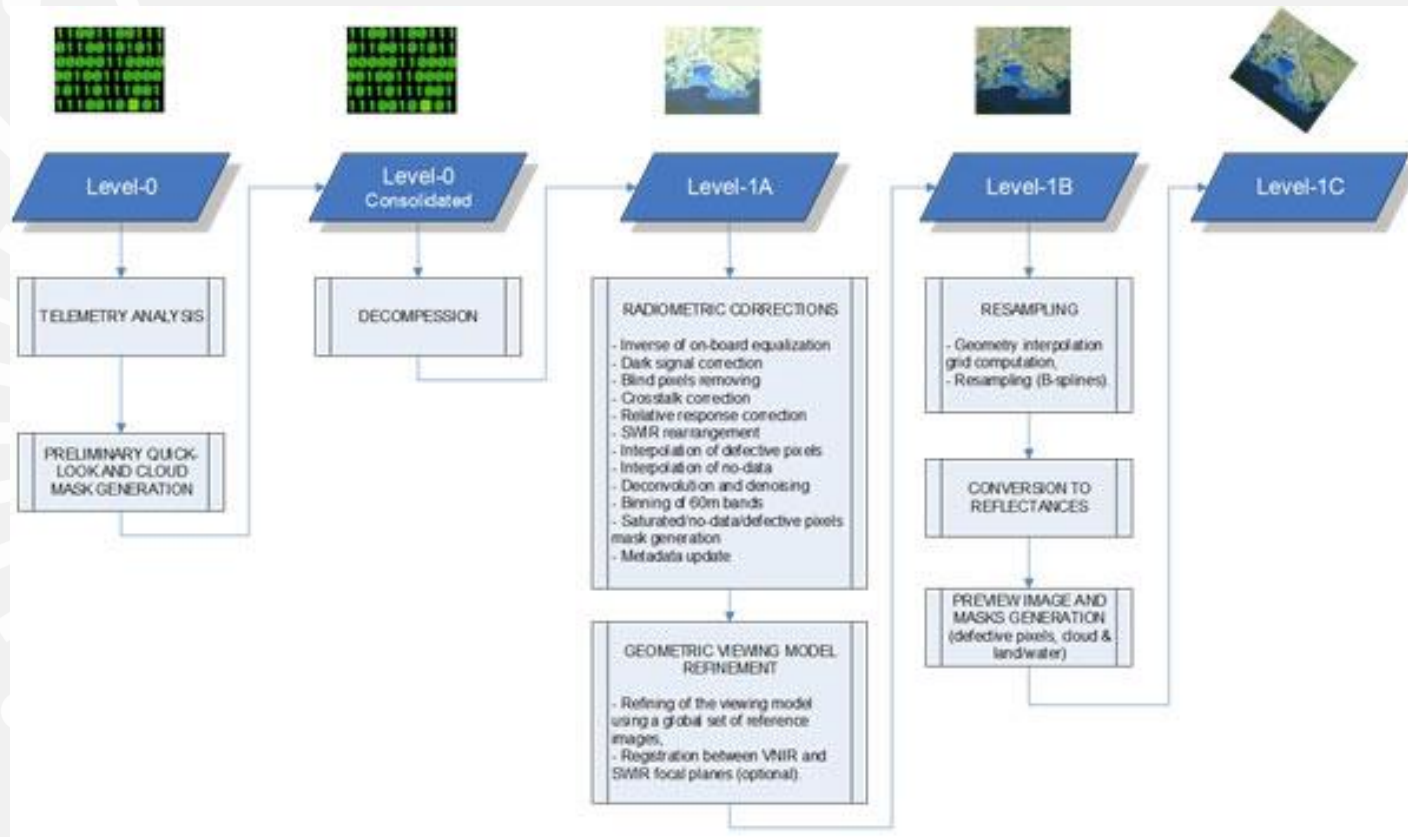 Level-0
TELEMETRY ANALYSIS
PRELIMINARY QUICK-
LOOK AND CLOUD
MASK GENERATION
Level-0
Consolidated
DECOMPESSION
Level-1A
RADIOMETRIC CORRECTIONS
- Inverse of on-board equalization
- Dark signal correction
- Blind pixels removing
- Crosstalk correction
- Relative response correction
- SWIR rearrangement
- Interpolation of defective pixels
- Interpolation of no-data
- Deconvolution and denoising
- Binning of 60m bands
- Saturated/no-data/defective pixels
mask generation
- Metadata update
GEOMETRIC VIEWING MODEL
REFINEMENT
- Refining of the viewing model
using a global set of reference
images,
- Registration between VNIR and
SWIR focal planes (optional).
Level-1B
RESAMPLING
- Geometry interpolation
grid computation,
- Resampling (B-splines).
CONVERSION TO
REFLECTANCES
PREVIEW IMAGE AND
MASKS GENERATION
(defective pixels, cloud &
land/water)
Level-1C